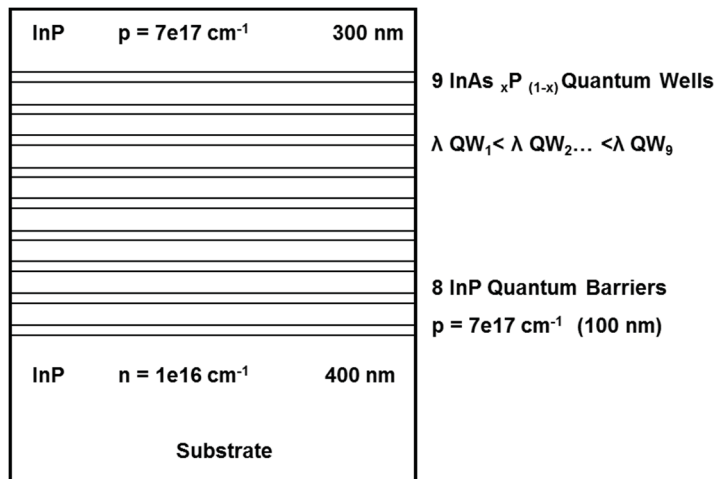 InP p = 7e17 cm⁻¹ 300 nm
9 InAs ₓP ₍₁₋ₓ₎ Quantum Wells
λ QW₁< λ QW₂... <λ QW₉
8 InP Quantum Barriers
p = 7e17 cm⁻¹ (100 nm)
InP n = 1e16 cm⁻¹ 400 nm
Substrate